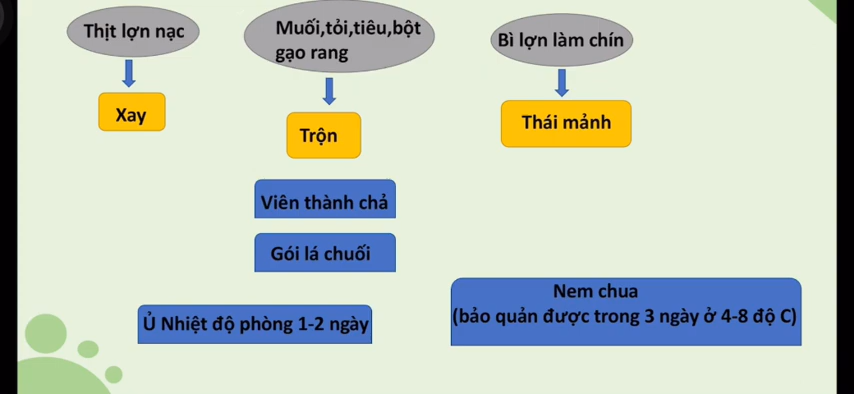 Thịt lợn nạc
Muối,tỏi,tiêu,bột
gạo rang
Bì lợn làm chín
Xay
Trộn
Thái mảnh
Viên thành chả
Gói lá chuối
Ủ Nhiệt độ phòng 1-2 ngày
Nem chua
(bảo quản được trong 3 ngày ở 4-8 độ C)